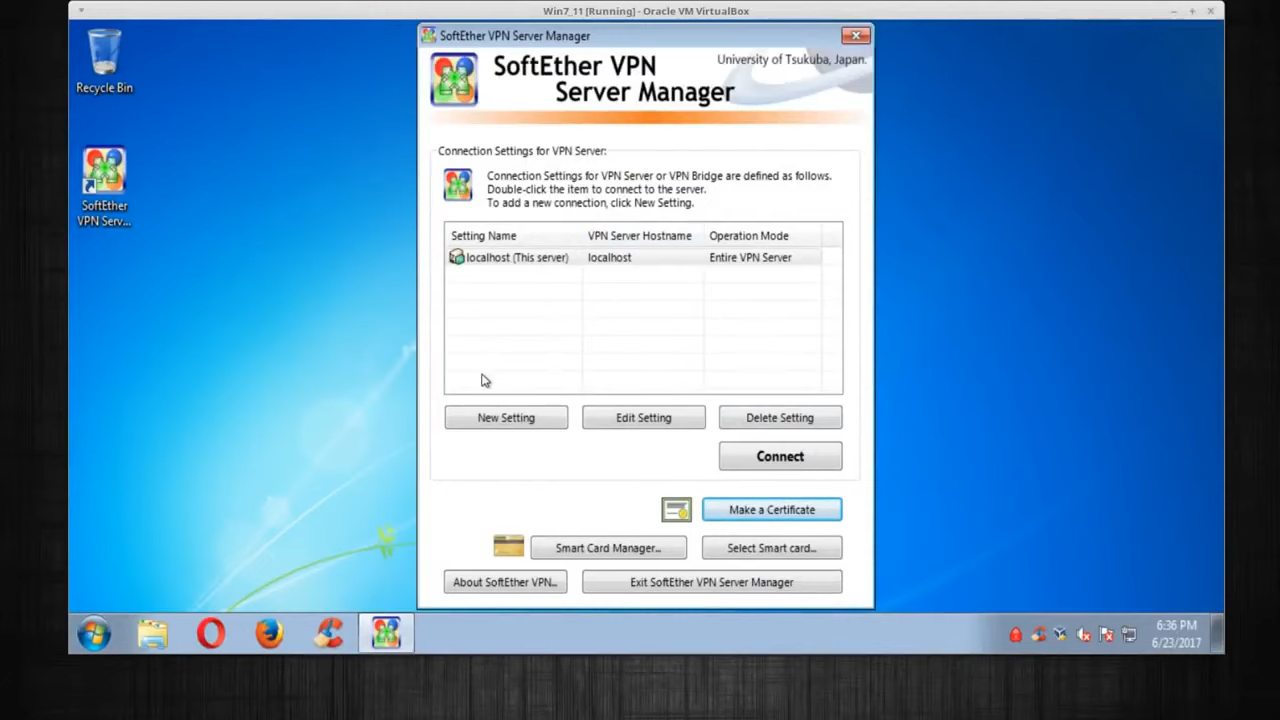 Win7_11 [Running] - Oracle VM VirtualBox
Recycle Bin
SoftEther
VPN Serv...
SoftEther VPN Server Manager
SoftEther VPN
Server Manager
University of Tsukuba, Japan.
Connection Settings for VPN Server:
Connection Settings for VPN Server or VPN Bridge are defined as follows.
Double-click the item to connect to the server.
To add a new connection, click New Setting.
Setting Name VPN Server Hostname Operation Mode
localhost (This server) localhost Entire VPN Server
New Setting Edit Setting Delete Setting
Connect
Make a Certificate
Smart Card Manager... Select Smart card...
About SoftEther VPN... Exit SoftEther VPN Server Manager
6:36 PM
6/23/2017